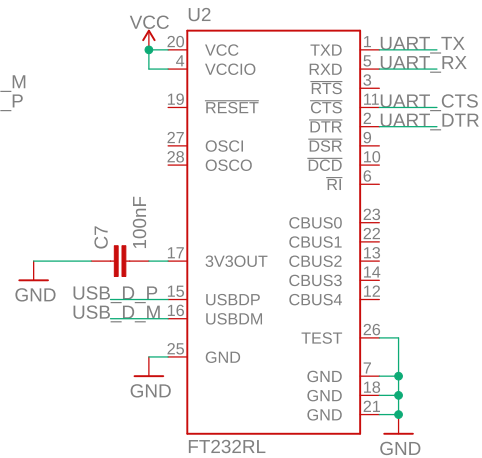 VCC
U2
_M
_P
20 VCC TXD 1 UART_TX
4 VCCIO RXD 5 UART_RX
RTS 3
19 RESET CTS 11 UART_CTS
DTR 2 UART_DTR
27 OSCI DSR 9
28 OSCO DCD 10
RI 6
C7
100nF
CBUS0 23
CBUS1 22
17 3V3OUT CBUS2 13
CBUS3 14
GND
USB_D_P 15 USBDP CBUS4 12
USB_D_M 16 USBDM
TEST 26
25 GND
GND 7
GND
GND 18
GND 21
FT232RL
GND